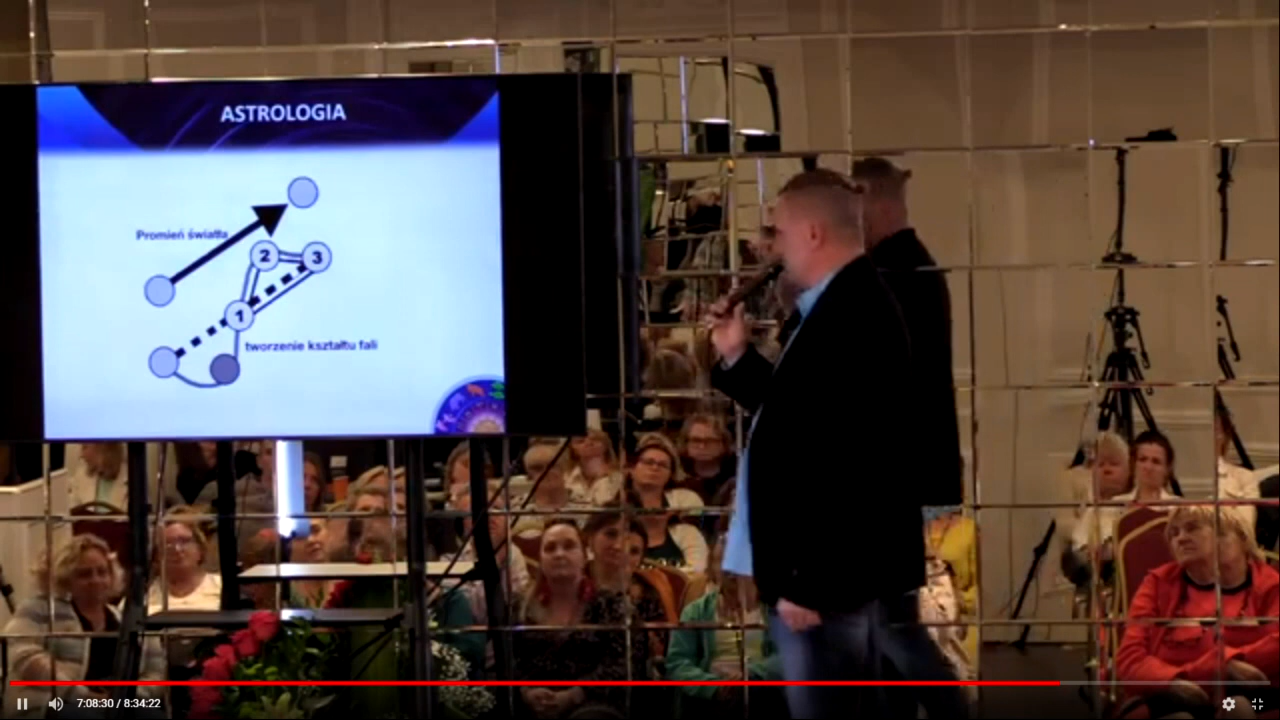 ASTROLOGIA
Promień światła
2 3
1
tworzenie kształtu fali
7:08:30 / 8:34:22